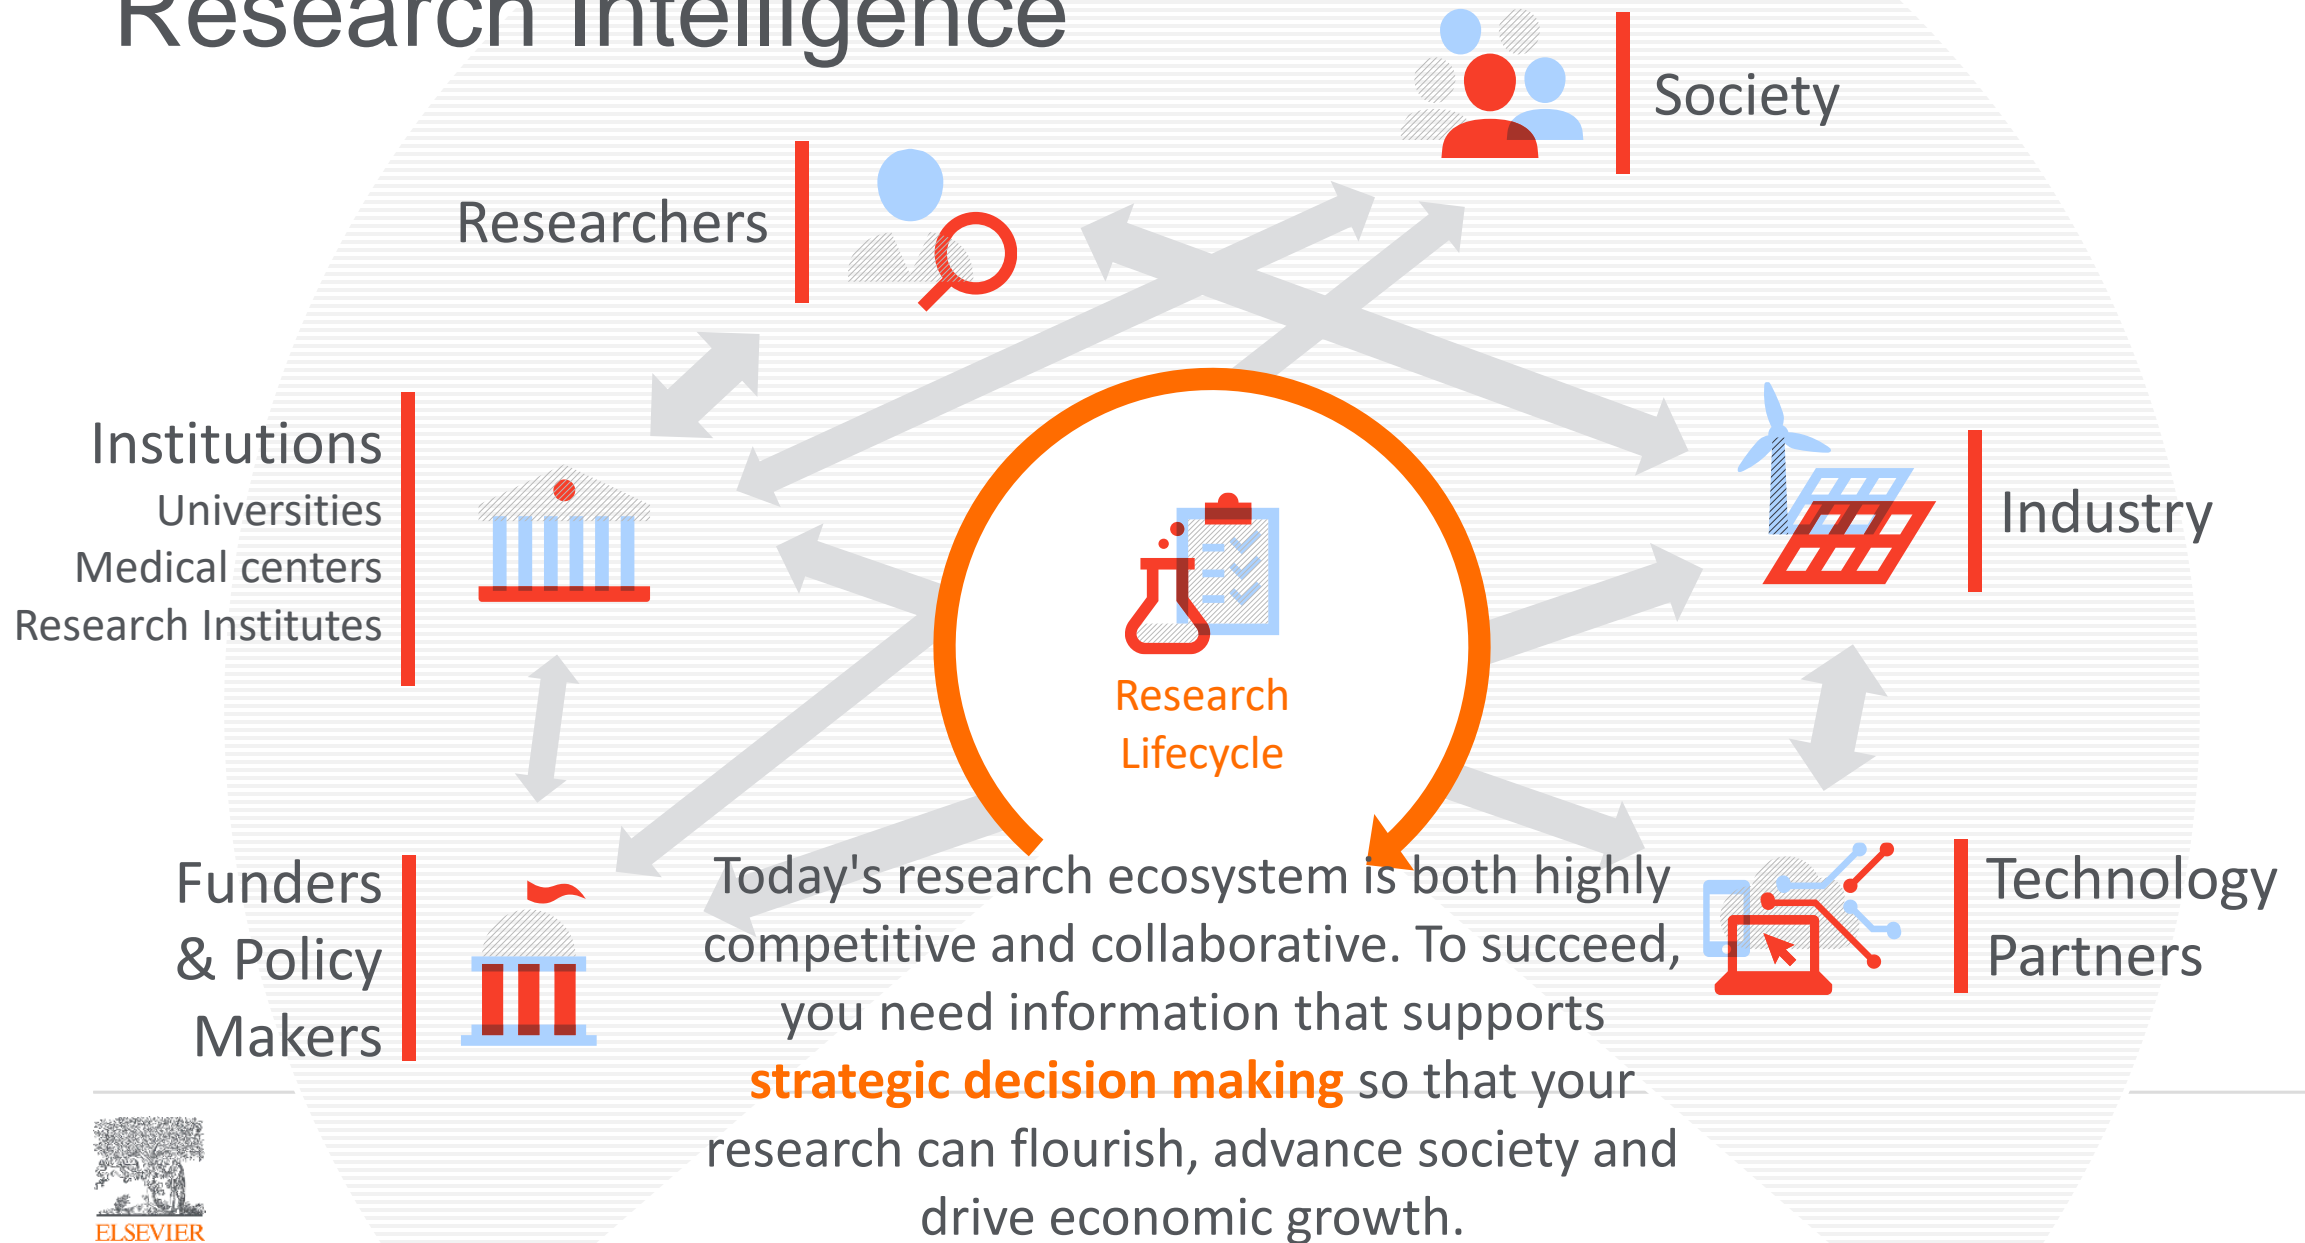 Research Intelligence
Society
Researchers
Institutions
Universities
Medical centers
Research Institutes
Industry
Research
Lifecycle
Funders
& Policy
Makers
Technology
Partners
Today's research ecosystem is both highly
competitive and collaborative. To succeed,
you need information that supports
strategic decision making so that your
research can flourish, advance society and
drive economic growth.
ELSEVIER